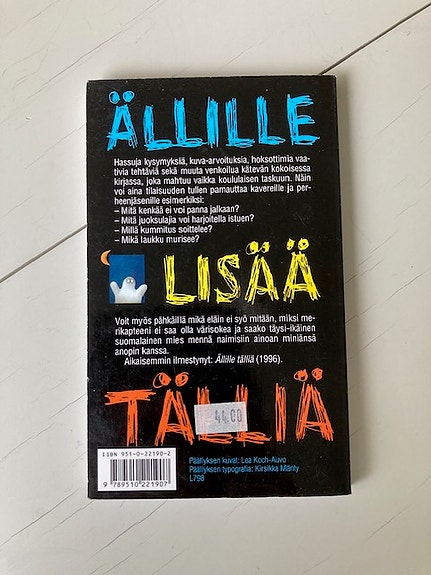 ÄLLILLE
Hassuja kysymyksiä, kuva-arvoituksia, hoksottimia vaa-
tivia tehtäviä sekä muuta venkoilua kätevän kokoisessa
kirjassa, joka mahtuu vaikka koululaisen taskuun. Näin
voi aina tilaisuuden tullen pamauttaa kavereille ja per-
heenjäsenille esimerkiksi:
– Mitä kenkää ei voi panna jalkaan?
– Mitä juoksulajia voi harjoitella istuen?
– Millä kummitus soittelee?
– Mikä laukku murisee?
LISÄÄ
Voit myös pähkäillä mikä eläin ei syö mitään, miksi me-
rikapteeni ei saa olla värisokea ja saako täysi-ikäinen
suomalainen mies mennä naimisiin ainoan miniänsä
anopin kanssa.
Aikaisemmin ilmestynyt: Ällille tälliä (1996).
TÄLLIÄ
44.00
ISBN 951-0-22190-2
9 789510 221907
Päällyksen kuvat: Lea Koch-Auvo
Päällyksen typografia: Kirsikka Mänty
L798